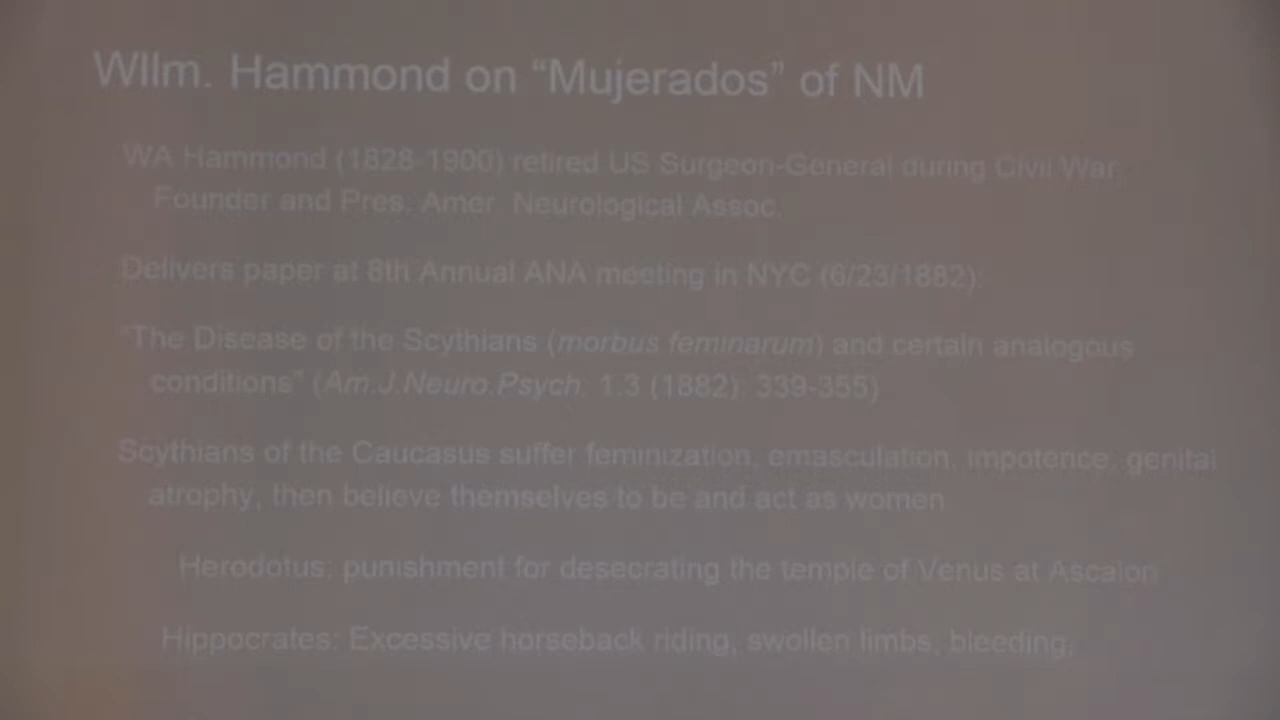 WIlm. Hammond on “Mujerados” of NM
WA Hammond (1828-1900) retired US Surgeon-General during Civil War,
Founder and Pres. Amer. Neurological Assoc.
Delivers paper at 8th Annual ANA meeting in NYC (6/23/1882):
“The Disease of the Scythians (morbus feminarum) and certain analogous
conditions” (Am.J.Neuro.Psych. 1.3 (1882): 339-355)
Scythians of the Caucasus suffer feminization, emasculation, impotence, genital
atrophy, then believe themselves to be and act as women
Herodotus: punishment for desecrating the temple of Venus at Ascalon
Hippocrates: Excessive horseback riding, swollen limbs, bleeding,